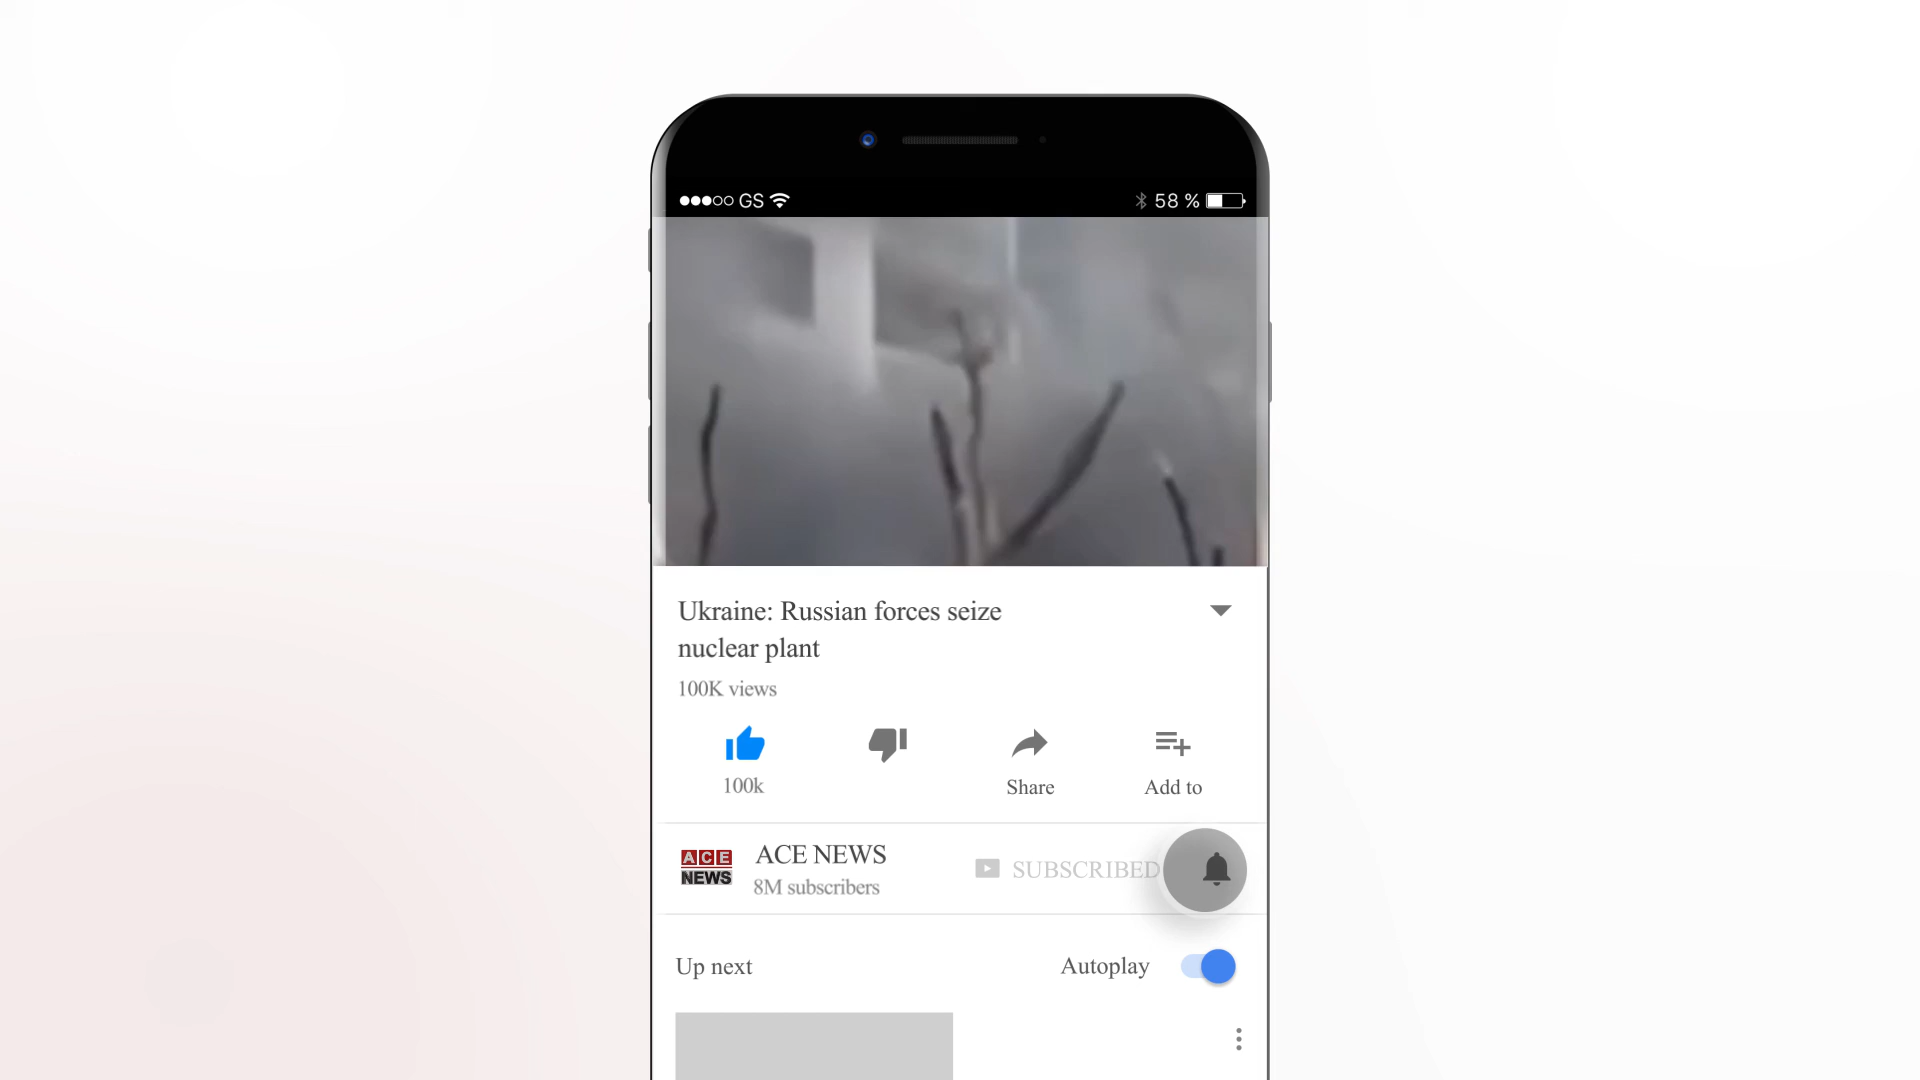 GS 58 %
Ukraine: Russian forces seize
nuclear plant
100K views
100k
Share
Add to
ACE
NEWS
ACE NEWS
8M subscribers
SUBSCRIBED
Up next
Autoplay